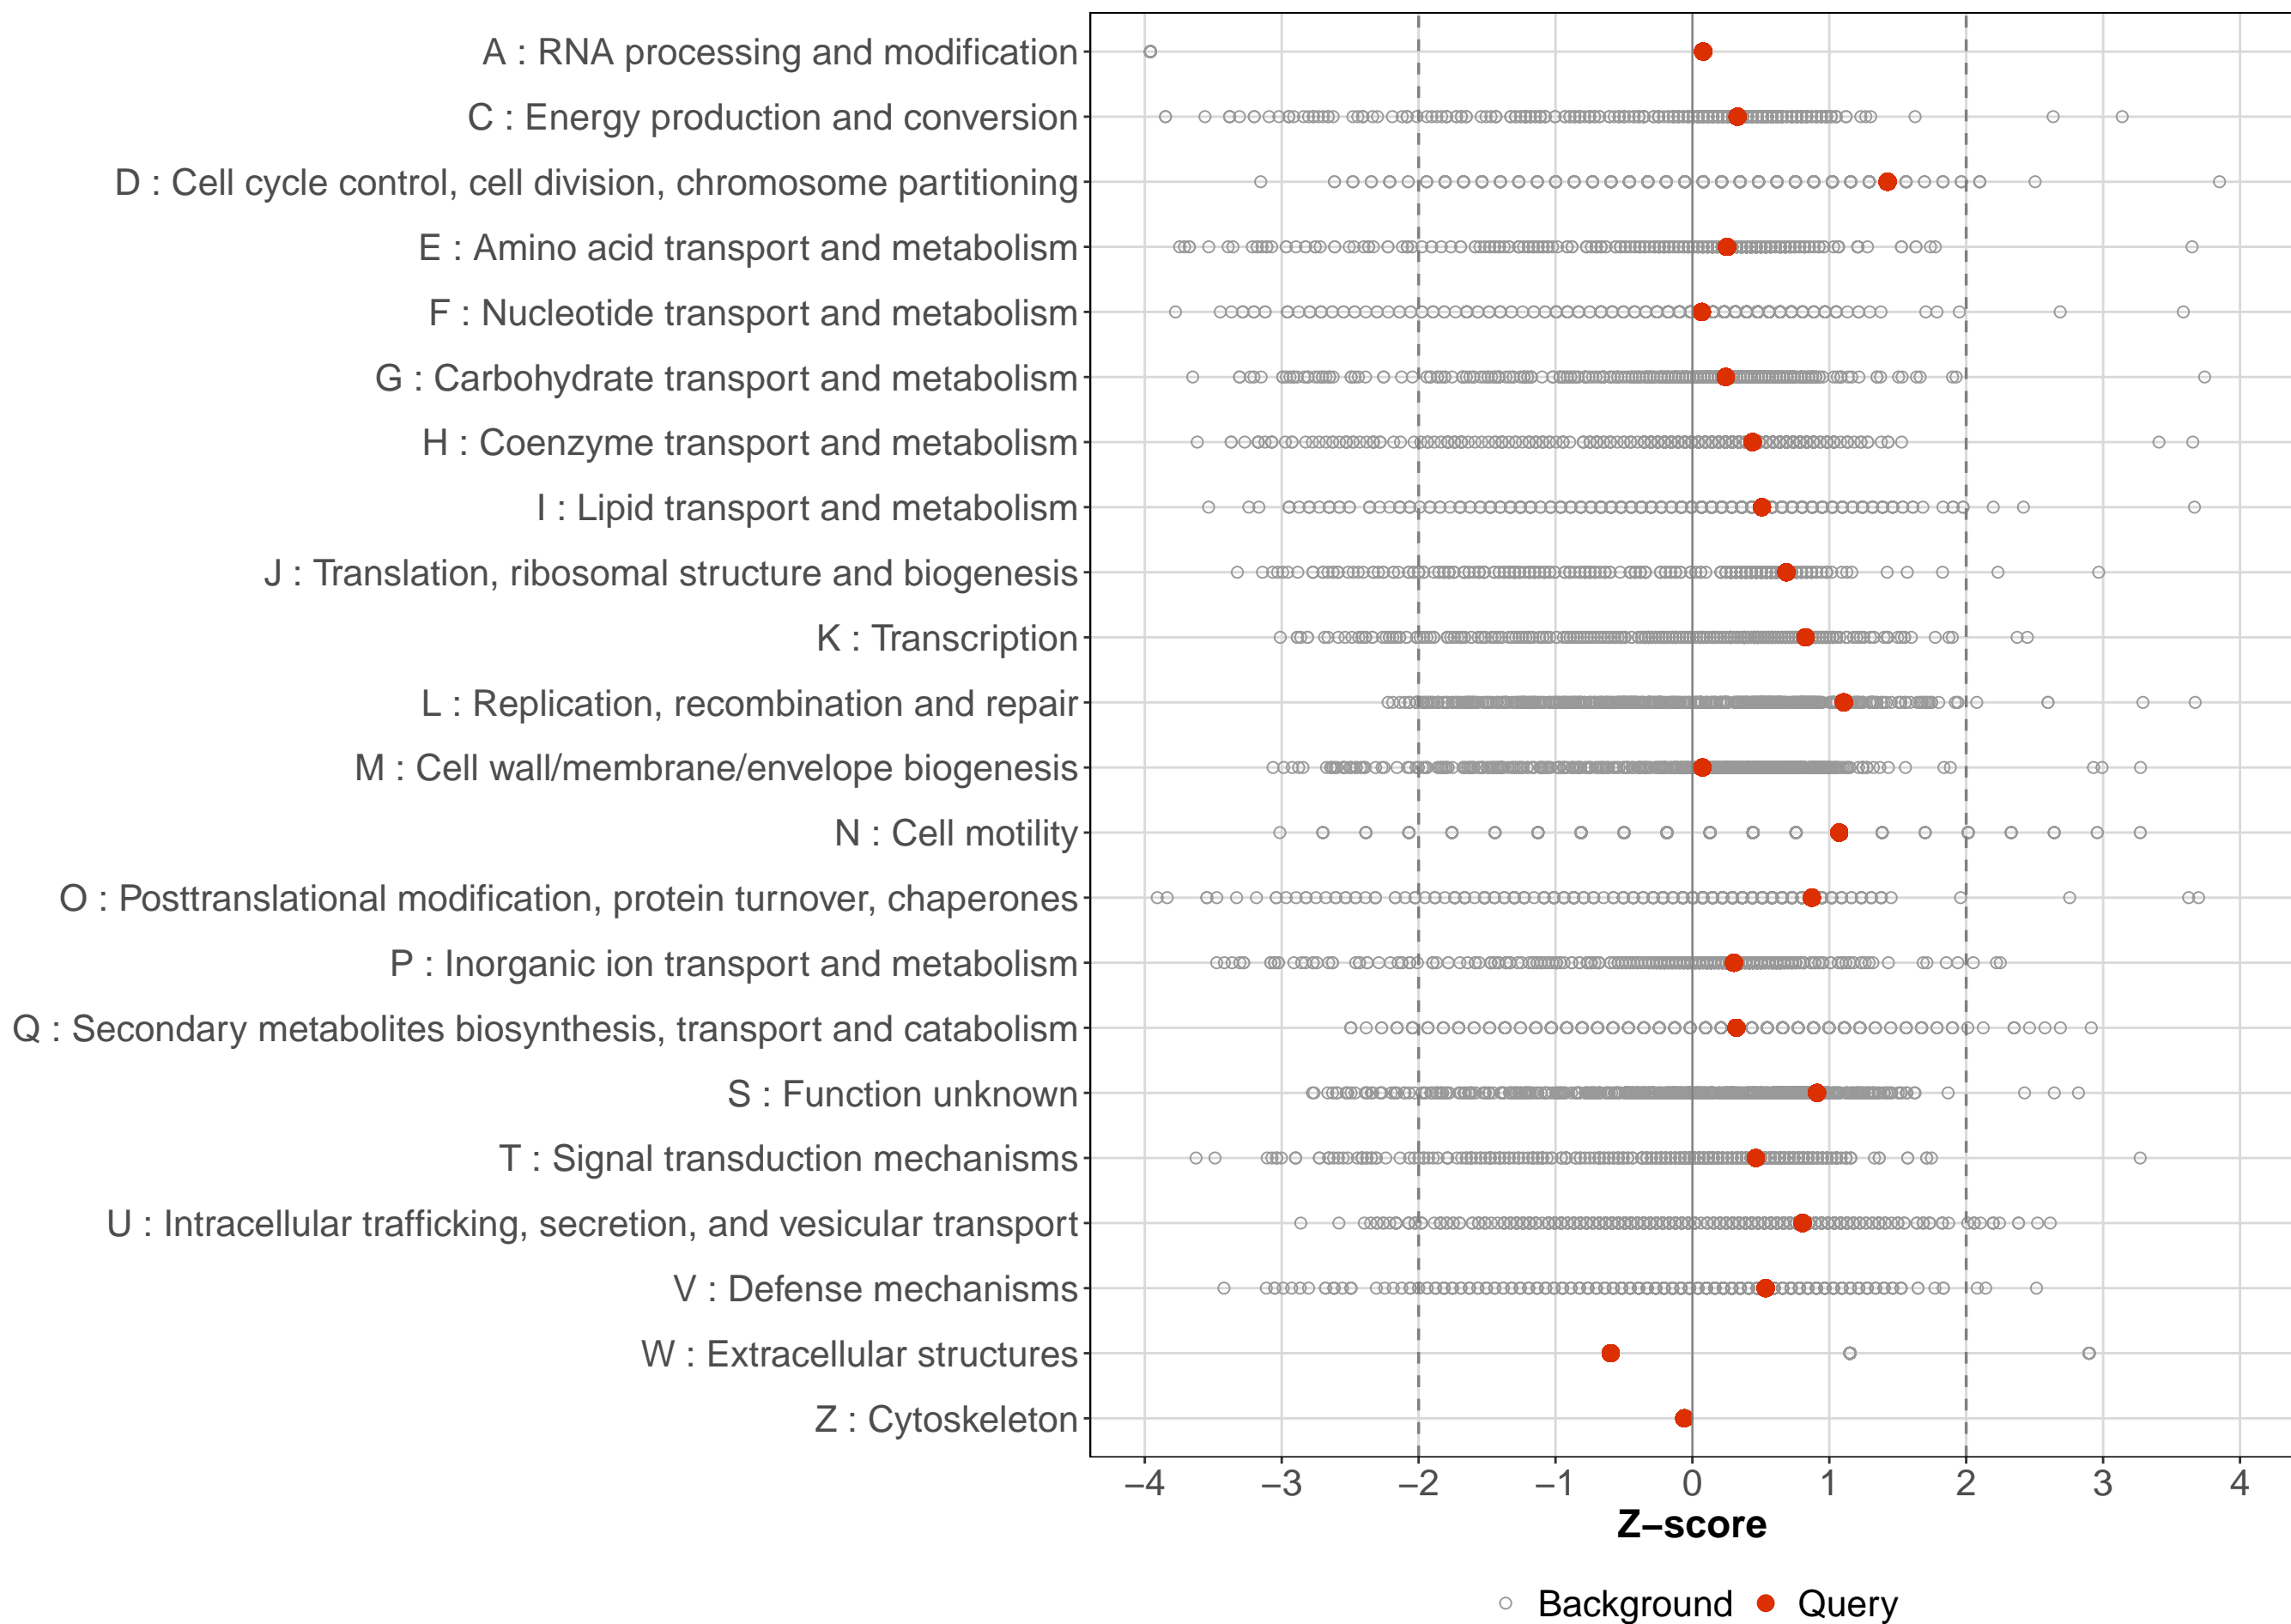 A : RNA processing and modification
C : Energy production and conversion
D : Cell cycle control, cell division, chromosome partitioning
E : Amino acid transport and metabolism
F : Nucleotide transport and metabolism
G : Carbohydrate transport and metabolism
H : Coenzyme transport and metabolism
I : Lipid transport and metabolism
J : Translation, ribosomal structure and biogenesis
K : Transcription
L : Replication, recombination and repair
M : Cell wall/membrane/envelope biogenesis
N : Cell motility
O : Posttranslational modification, protein turnover, chaperones
P : Inorganic ion transport and metabolism
Q : Secondary metabolites biosynthesis, transport and catabolism
S : Function unknown
T : Signal transduction mechanisms
U : Intracellular trafficking, secretion, and vesicular transport
V : Defense mechanisms
W : Extracellular structures
Z : Cytoskeleton
−4 −3 −2 −1 0 1 2 3 4
Z−score
Background Query